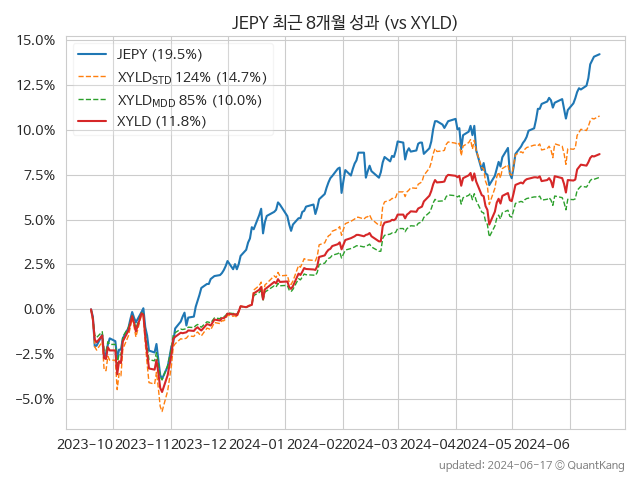 JEPY 최근 8개월 성과 (vs XYLD)
JEPY (19.5%)
XYLD_STD 124% (14.7%)
XYLD_MDD 85% (10.0%)
XYLD (11.8%)
15.0%
12.5%
10.0%
7.5%
5.0%
2.5%
0.0%
−2.5%
−5.0%
2023-10 2023-11 2023-12 2024-01 2024-02 2024-03 2024-04 2024-05 2024-06
updated: 2024-06-17 © QuantKang